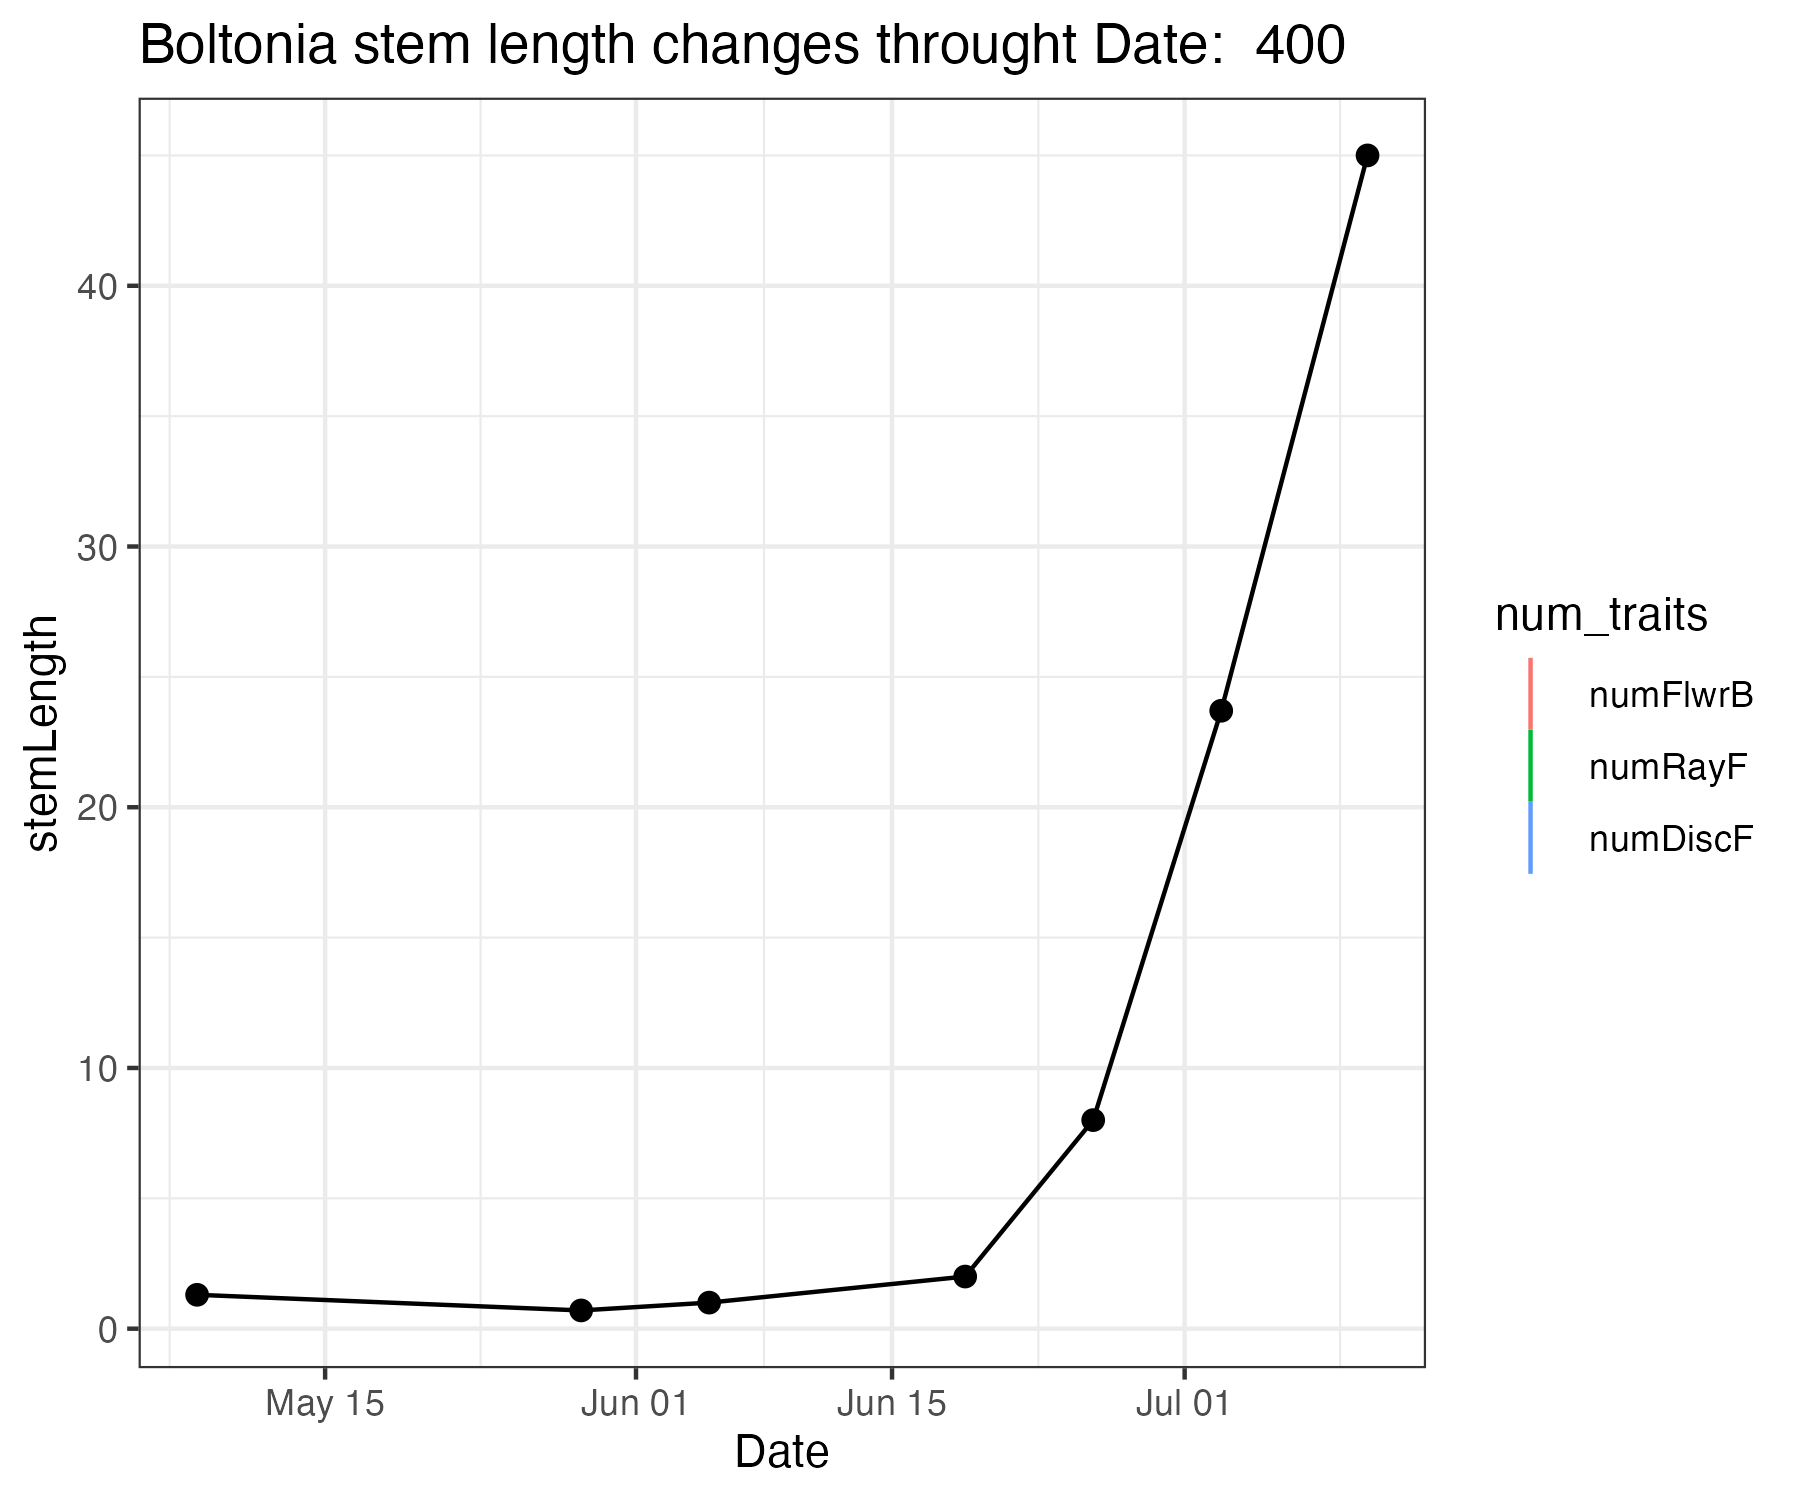 Boltonia stem length changes throught Date:  400
stemLength
40
30
20
10
0
May 15
Jun 01
Jun 15
Jul 01
Date
num_traits
numFlwrB
numRayF
numDiscF